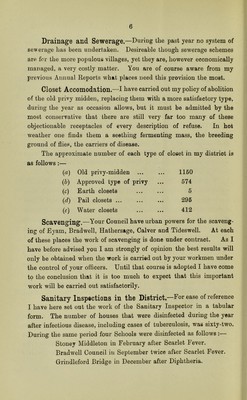 6
Drainage and Sewerage.—During the past year no system of
sewerage has been undertaken. Desireable though sewerage schemes
are for the more populous villages, yet they are, however economically
managed, a very costly matter. You are of course aware from my
previous Annual Reports what places need this provision the most.
Closet Accomodation.—I have carried out my policy of abolition
of the old privy midden, replacing them with a more satisfactory type,
during the year as occasion allows, but it must be admitted by the
most conservative that there are still very far too many of these
objectionable receptacles of every description of refuse. In hot
weather one finds them a seething fermenting mass, the breeding
ground of flies, the carriers of disease.
The approximate number of each type of closet in my district is
as follows :—
(a) Old privy-midden ... ... 1150
(b) Approved type of privy ... 574
(c) Earth closets ... ... 5
(d) Pail closets ... ... ... 295
(e) Water closets ... ... 412
Scavenging.—Your Council have urban powers for the scaveng-
ing of Eyam, Bradwell, Hathersage, Calver and Tideswell. At each
of these places the work of scavenging is done under contract. As I
have before advised you I am strongly of opinion the best results will
only be obtained when the work is carried out by your workmen under
the control of your officers. Until that course is adopted I have come
to the conclusion that it is too much to expect that this important
work will be carried out satisfactorily.
Sanitary Inspections in the District.—For ease of reference
I have here set out the work of the Sanitary Inspector in a tabular
form. The number of houses that were disinfected during the year
after infectious disease, including cases of tuberculosis, was sixty-two.
During the same period four Schools were disinfected as follows :—
Stoney Middleton in February after Scarlet Fever.
Bradwell Council in September twice after Scarlet Fever.
Grindleford Bridge in December after Diphtheria.